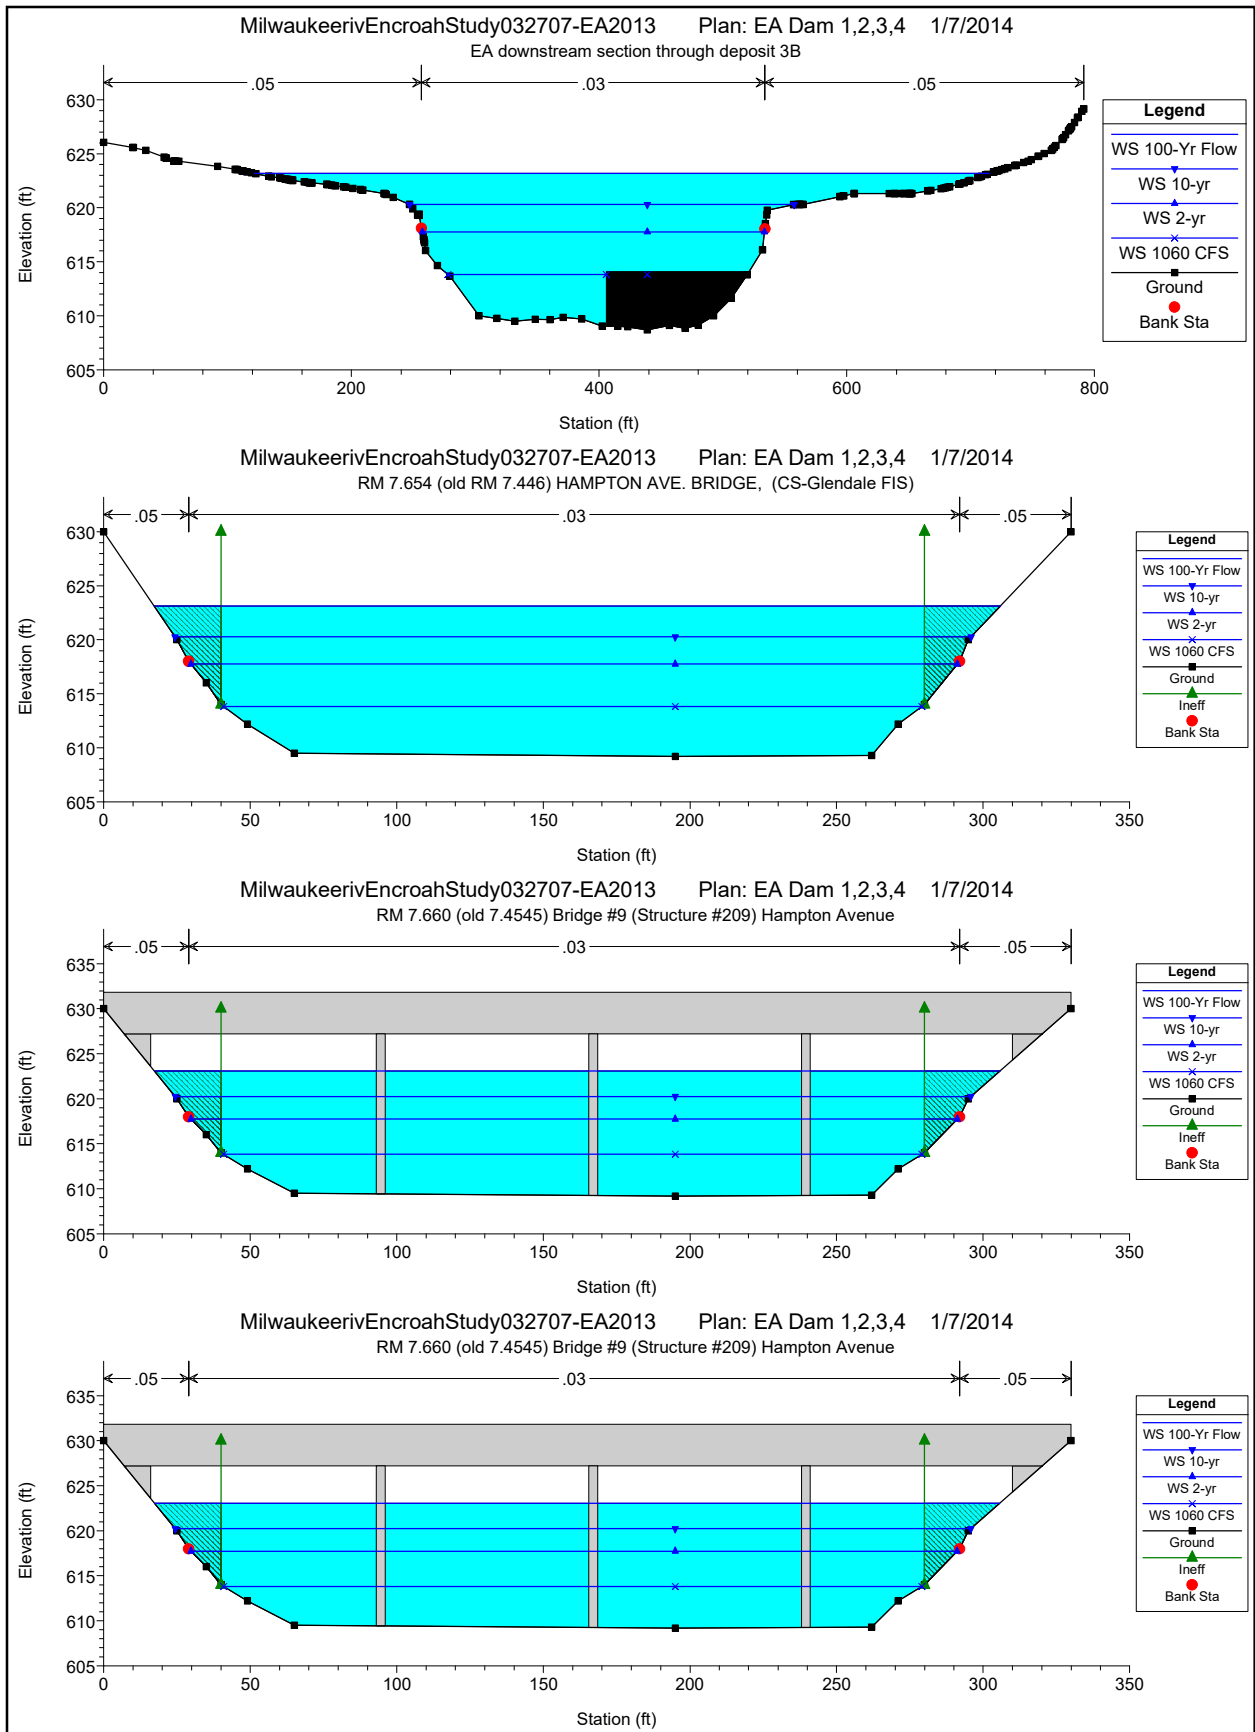 MilwaukeerivEncroahStudy032707-EA2013 Plan: EA Dam 1,2,3,4 1/7/2014
EA downstream section through deposit 3B
.05 .03 .05
630
625
620
615
610
605
Elevation (ft)
0 200 400 600 800
Station (ft)
Legend
WS 100-Yr Flow
WS 10-yr
WS 2-yr
WS 1060 CFS
Ground
Bank Sta
MilwaukeerivEncroahStudy032707-EA2013 Plan: EA Dam 1,2,3,4 1/7/2014
RM 7.654 (old RM 7.446) HAMPTON AVE. BRIDGE, (CS-Glendale FIS)
.05 .03 .05
630
625
620
615
610
605
Elevation (ft)
0 50 100 150 200 250 300 350
Station (ft)
Legend
WS 100-Yr Flow
WS 10-yr
WS 2-yr
WS 1060 CFS
Ground
Ineff
Bank Sta
MilwaukeerivEncroahStudy032707-EA2013 Plan: EA Dam 1,2,3,4 1/7/2014
RM 7.660 (old 7.4545) Bridge #9 (Structure #209) Hampton Avenue
.05 .03 .05
635
630
625
620
615
610
605
Elevation (ft)
0 50 100 150 200 250 300 350
Station (ft)
Legend
WS 100-Yr Flow
WS 10-yr
WS 2-yr
WS 1060 CFS
Ground
Ineff
Bank Sta
MilwaukeerivEncroahStudy032707-EA2013 Plan: EA Dam 1,2,3,4 1/7/2014
RM 7.660 (old 7.4545) Bridge #9 (Structure #209) Hampton Avenue
.05 .03 .05
635
630
625
620
615
610
605
Elevation (ft)
0 50 100 150 200 250 300 350
Station (ft)
Legend
WS 100-Yr Flow
WS 10-yr
WS 2-yr
WS 1060 CFS
Ground
Ineff
Bank Sta